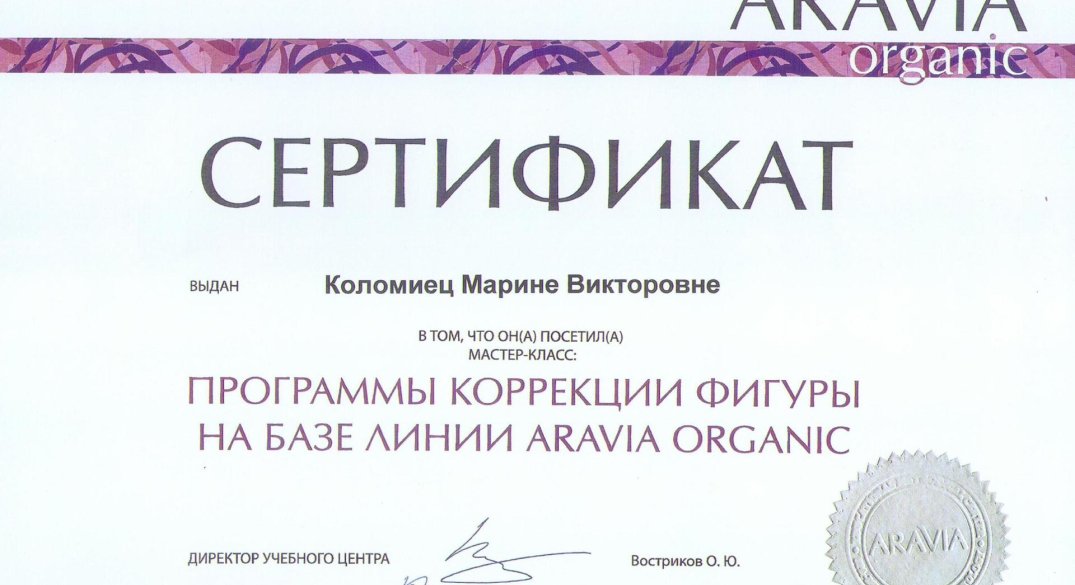 ARAVIA
organic
СЕРТИФИКАТ
ВЫДАН Коломиец Марине Викторовне
В ТОМ, ЧТО ОН(А) ПОСЕТИЛ(А)
МАСТЕР-КЛАСС:
ПРОГРАММЫ КОРРЕКЦИИ ФИГУРЫ
НА БАЗЕ ЛИНИИ ARAVIA ORGANIC
ДИРЕКТОР УЧЕБНОГО ЦЕНТРА Востриков О. Ю.
ARAVIA